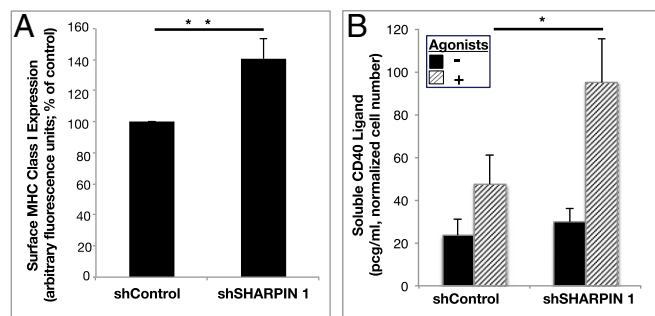 A
* *
Surface MHC Class I Expression
(arbitrary fluorescence units; % of control)
160
140
120
100
80
60
40
20
0
shControl
shSHARPIN 1
B
*
Agonists
-
+
Soluble CD40 Ligand
(pcg/ml, normalized cell number)
120
100
80
60
40
20
0
shControl
shSHARPIN 1